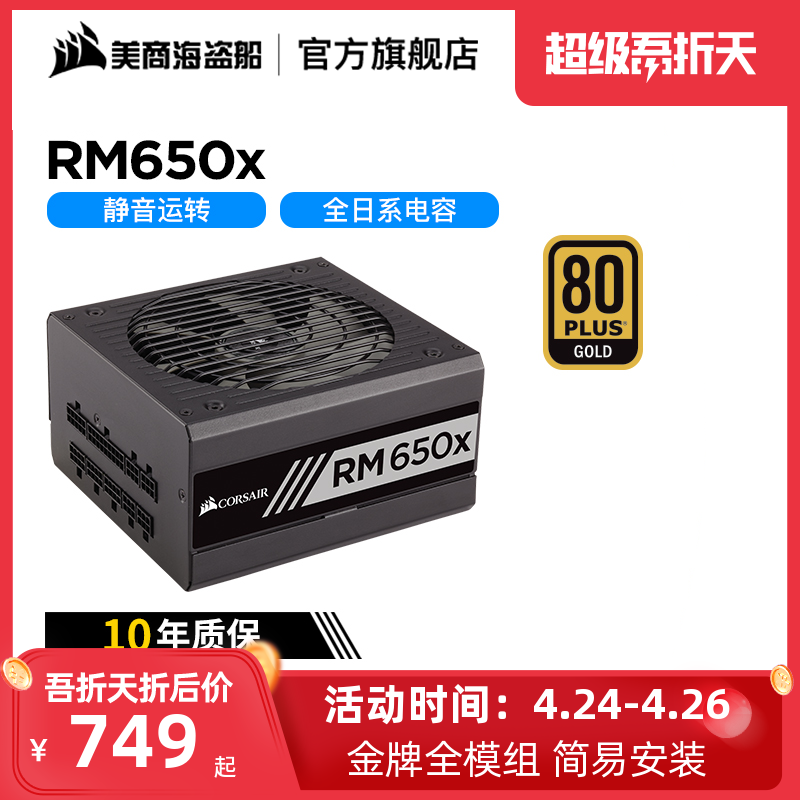 美商海盗船 官方旗舰店
超级吾折天
RM650x
静音运转
全日系电容
80
PLUS®
GOLD
RM650x
CORSAIR
10年质保
吾折天折后价
¥749起
活动时间：4.24-4.26
金牌全模组 简易安装